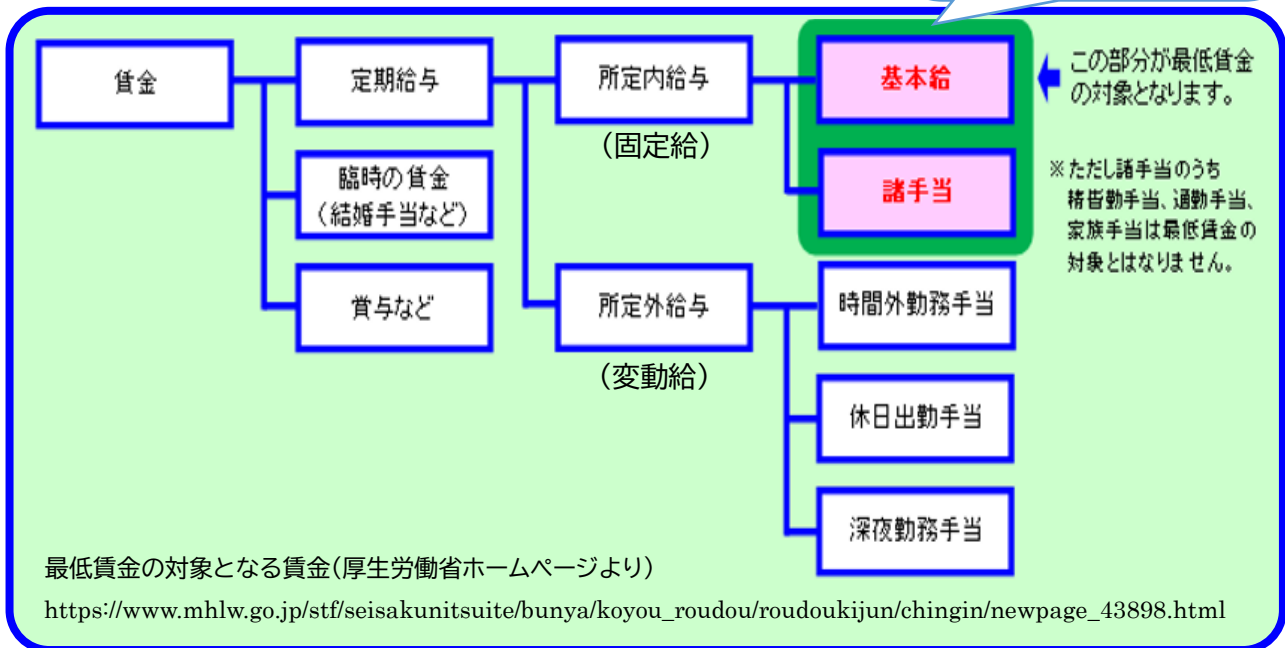 賃金
定期給与
所定内給与
(固定給)
基本給
この部分が最低賃金
の対象となります。
臨時の賃金
(結婚手当など)
諸手当
※ただし諸手当のうち
精皆勤手当、通勤手当、
家族手当は最低賃金の
対象とはなりません。
賞与など
所定外給与
(変動給)
時間外勤務手当
休日出勤手当
深夜勤務手当
最低賃金の対象となる賃金(厚生労働省ホームページより)
https://www.mhlw.go.jp/stf/seisakunitsuite/bunya/koyou_roudou/roudoukijun/chingin/newpage_43898.html